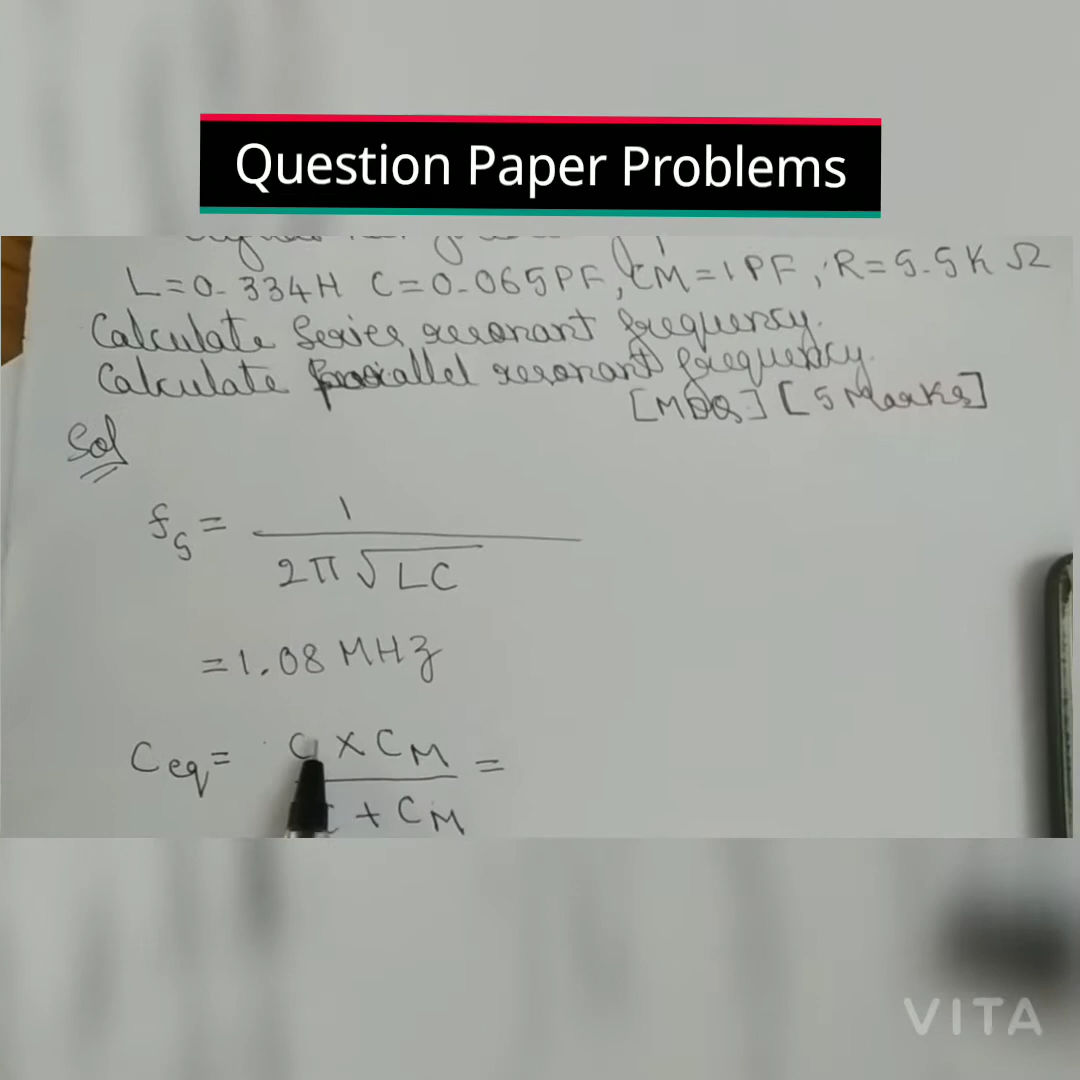 Question Paper Problems
L=0.334H C=0.065PF, CM=1PF, R=5.5K Ω
Calculate Series resonant frequency.
Calculate parallel resonant frequency.
[MDQ] [5 Marks]
Sol
fs = 1
2π√LC
=1.08 MHz
Ceq= C × CM =
+ CM
VITA